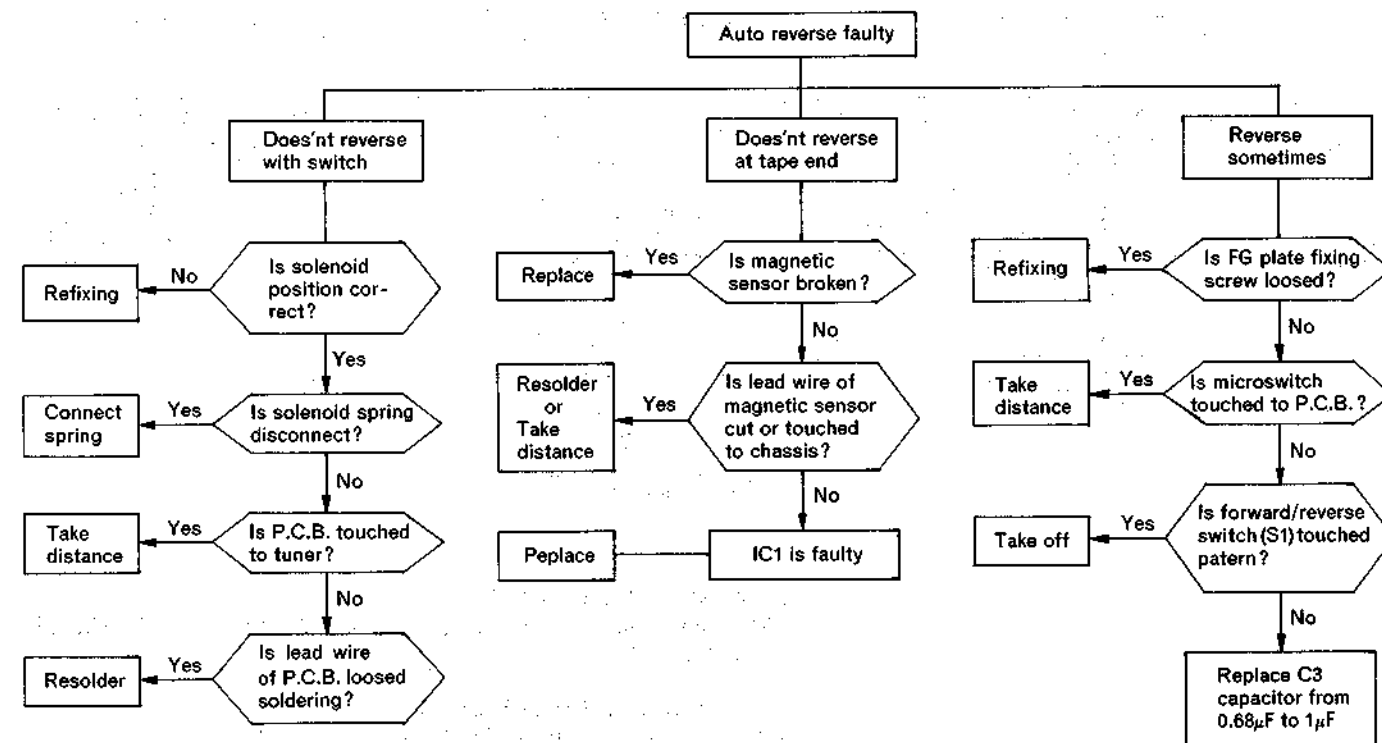 Auto reverse faulty
Does'nt reverse
with switch
Is solenoid
position cor-
rect?
No
Refixing
Yes
Is solenoid spring
disconnect?
Yes
Connect
spring
No
Is P.C.B. touched
to tuner?
Yes
Take
distance
No
Is lead wire
of P.C.B. loosed
soldering?
Yes
Resolder
Does'nt reverse
at tape end
Is magnetic
sensor broken?
Yes
Replace
No
Is lead wire of
magnetic sensor
cut or touched
to chassis?
Yes
Resolder
or
Take
distance
No
IC1 is faulty
Peplace
Reverse
sometimes
Is FG plate fixing
screw loosed?
Yes
Refixing
No
Is microswitch
touched to P.C.B.?
Yes
Take
distance
No
Is forward/reverse
switch (S1) touched
patern?
Yes
Take off
No
Replace C3
capacitor from
0.68μF to 1μF